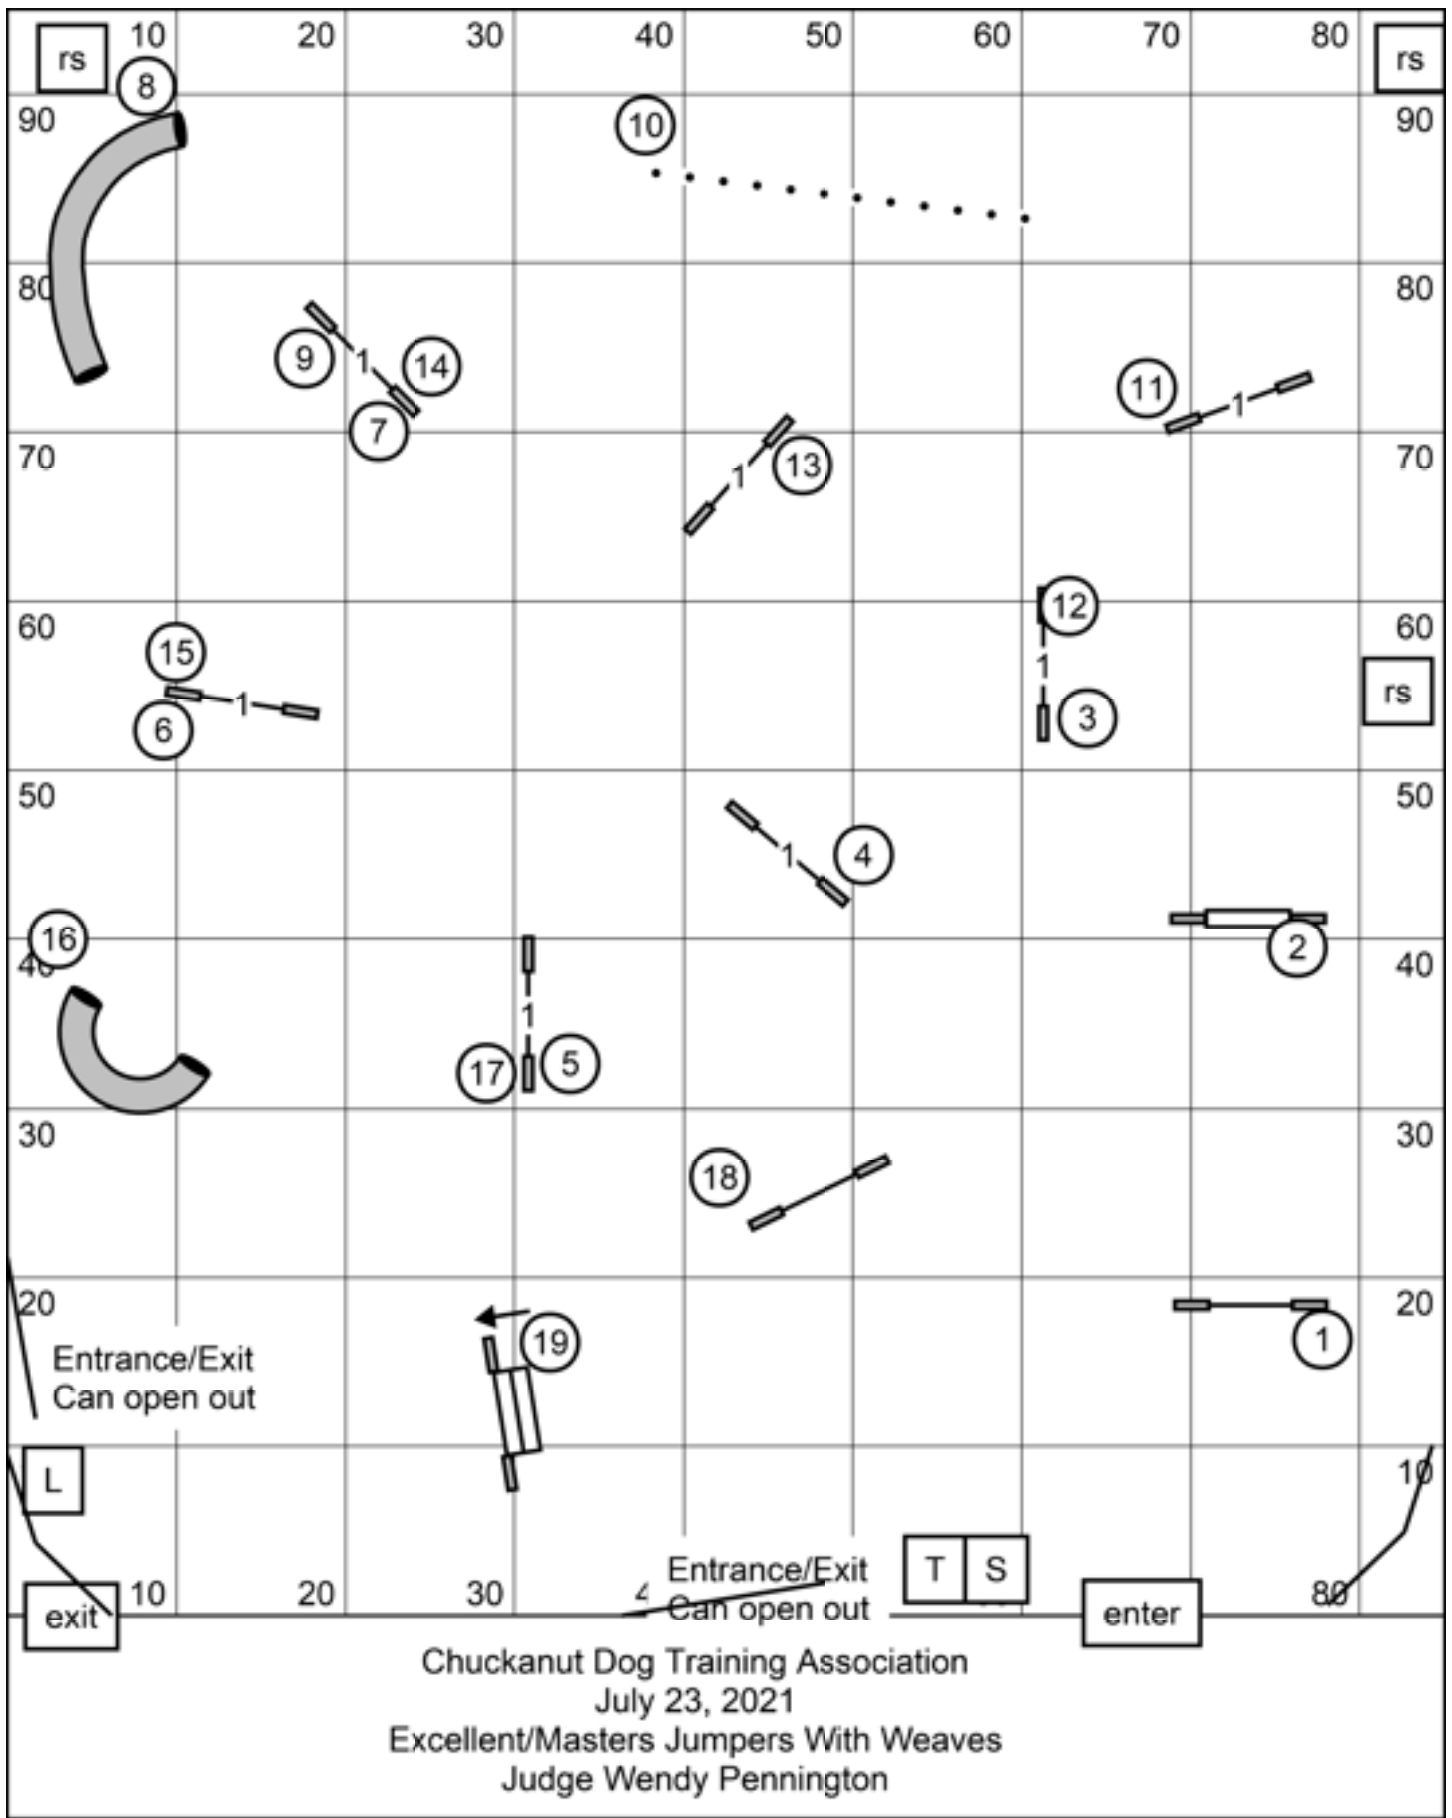 rs 10 20 30 40 50 60 70 80 rs
8
90 10 90
80 80
9 1 14 11 1
7
70 1 13 70
12
60 60
15 1
1 rs
6 3
50 50
1 4
16 2
40 40
1
17 5
30 30
18
20 20
19 1
Entrance/Exit
Can open out
L 10
Entrance/Exit T S
10 20 30 4 80
Can open out
exit enter
Chuckanut Dog Training Association
July 23, 2021
Excellent/Masters Jumpers With Weaves
Judge Wendy Pennington